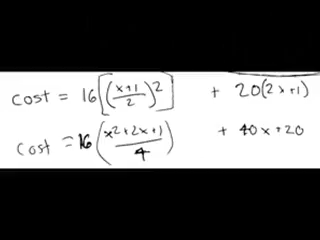 cost = 16[((x+1)/2)^2] + 20(2x+1)
cost = 16((x^2+2x+1)/4) + 40x+20